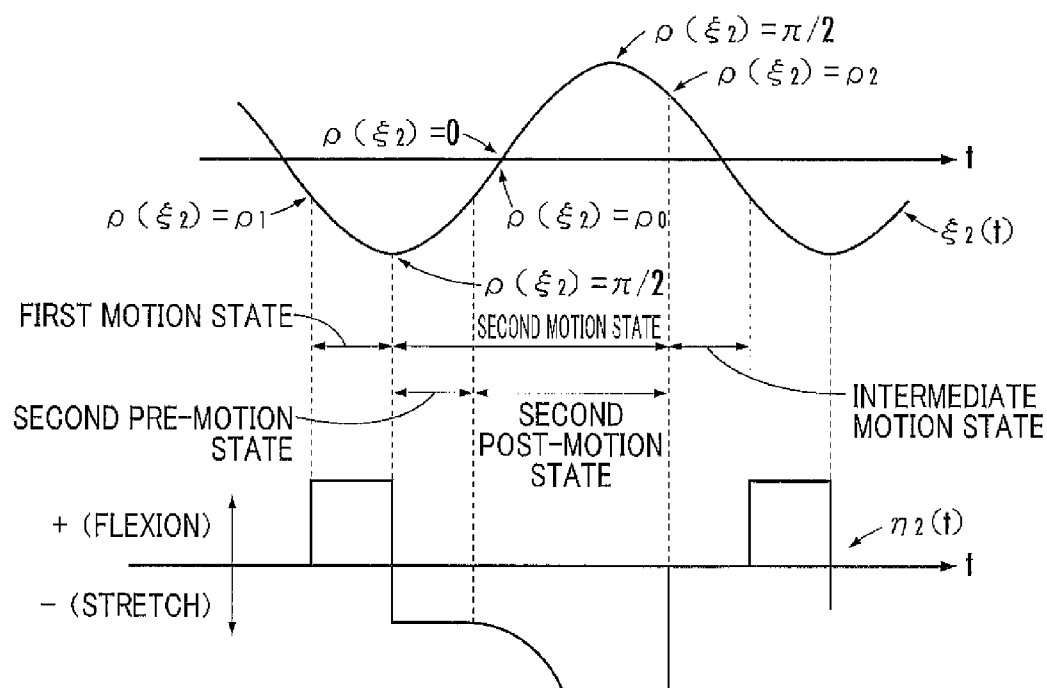 ρ(ξ2)=π/2
ρ(ξ2)=ρ2
ρ(ξ2)=0
t
ρ(ξ2)=ρ1
ρ(ξ2)=ρ0
ξ2(t)
ρ(ξ2)=π/2
FIRST MOTION STATE
SECOND MOTION STATE
SECOND PRE-MOTION
STATE
SECOND
POST-MOTION
STATE
INTERMEDIATE
MOTION STATE
+ (FLEXION)
η2(t)
t
− (STRETCH)